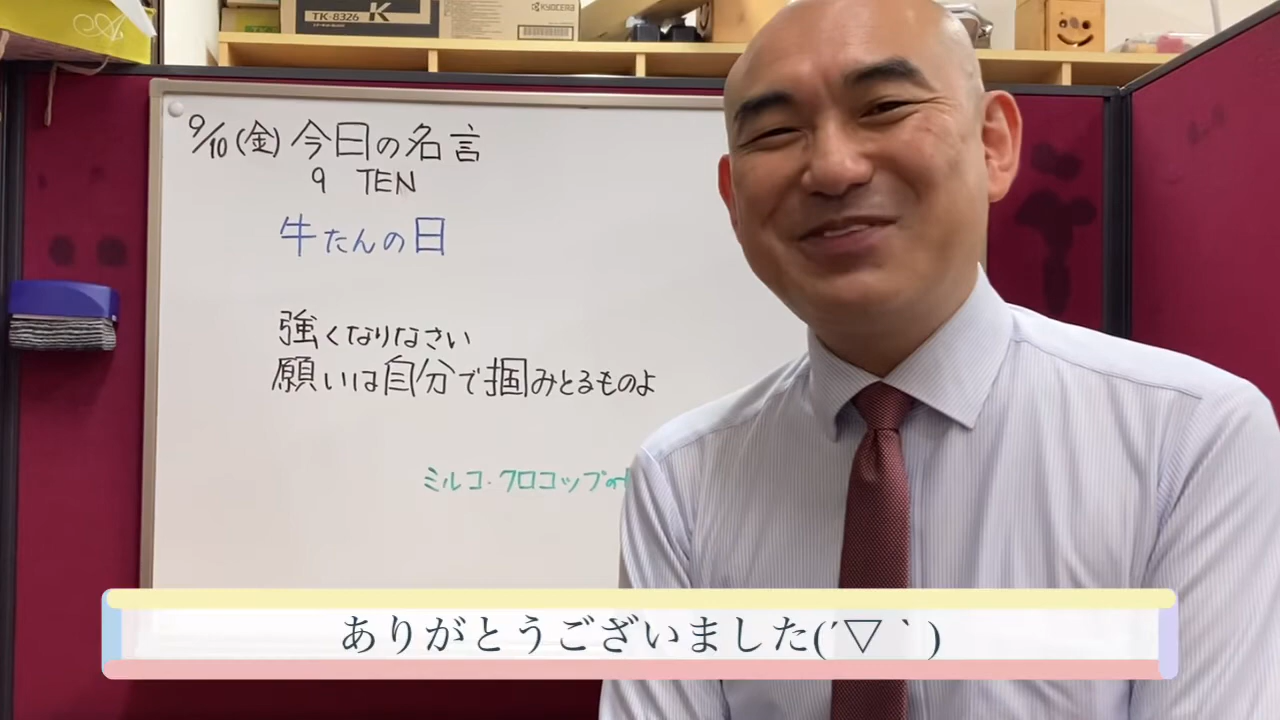 TK-8326 K
KYOCERA
9/10(金)今日の名言
9 TEN
牛たんの日
強くなりなさい
願いは自分で掴みとるものよ
ミルコ・クロコップの
ありがとうございました(´▽｀)